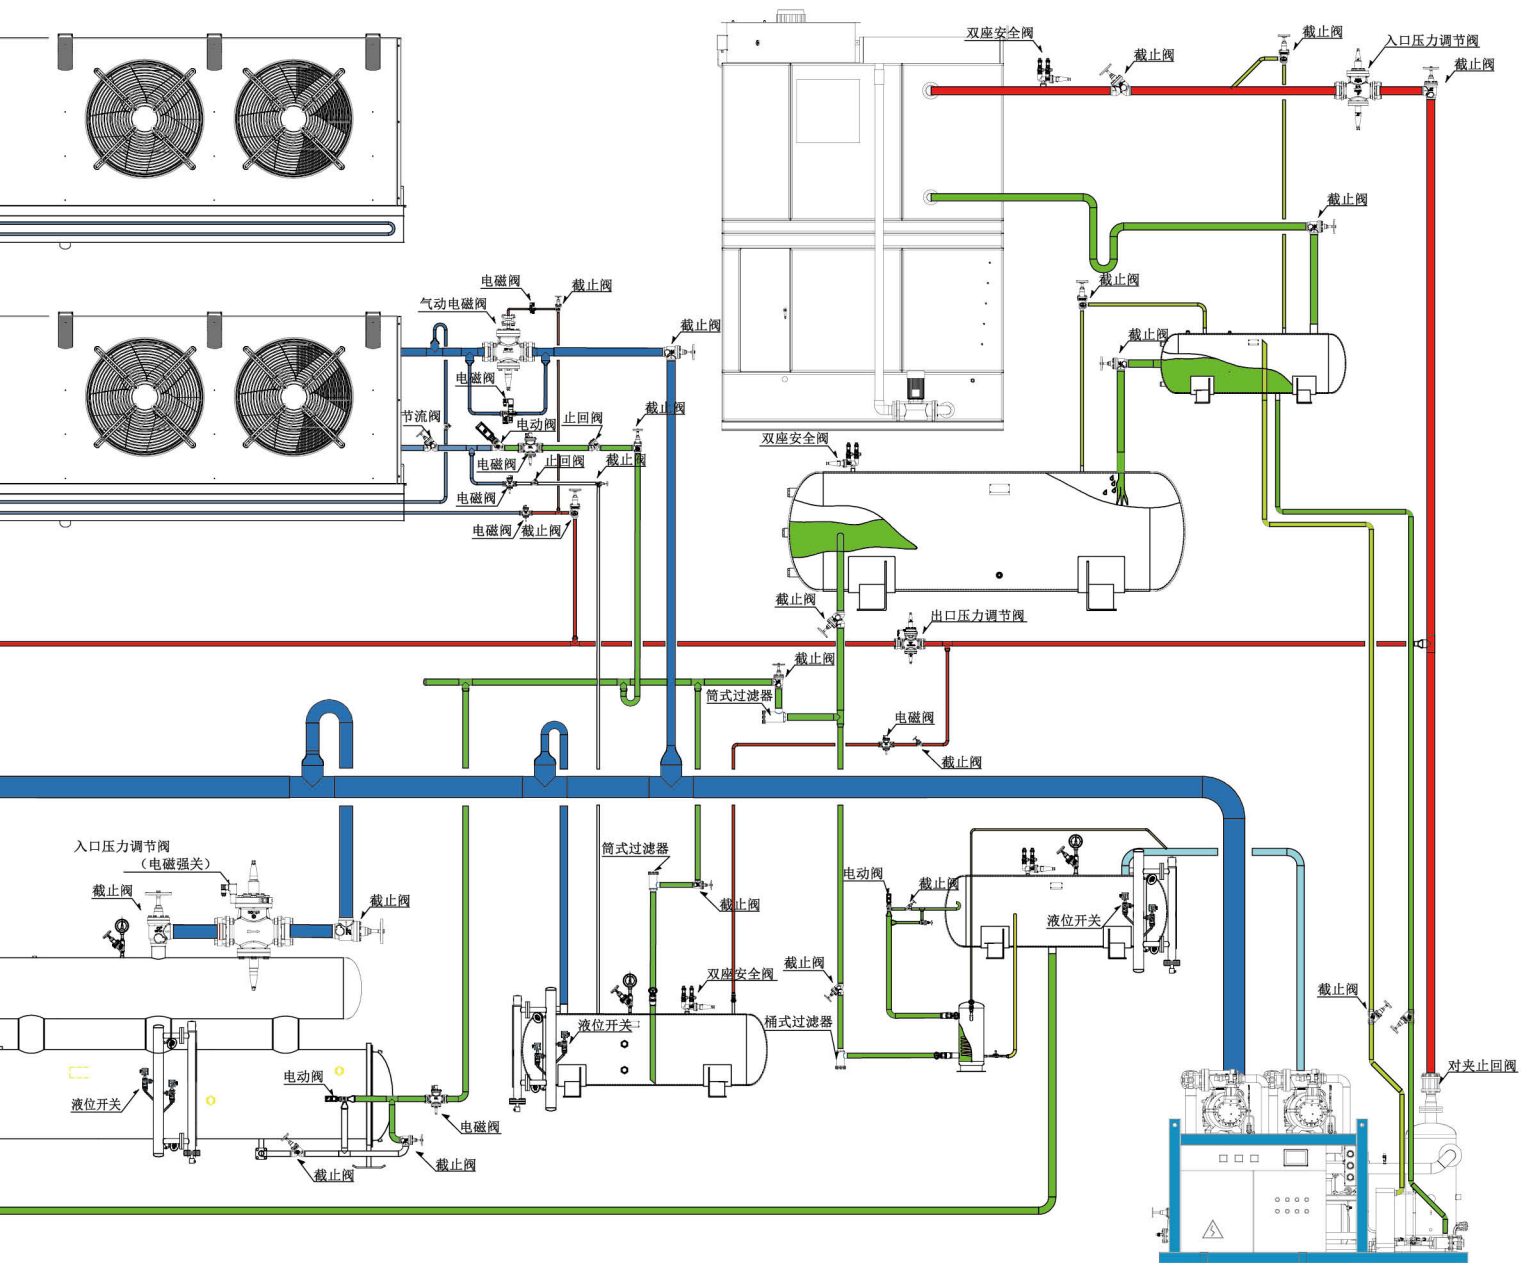 双座安全阀
截止阀
截止阀
入口压力调节阀
截止阀
截止阀
电磁阀
截止阀
截止阀
气动电磁阀
截止阀
截止阀
电磁阀
节流阀
电动阀
止回阀
截止阀
双座安全阀
电磁阀
止回阀
截止阀
电磁阀
电磁阀
截止阀
截止阀
出口压力调节阀
截止阀
筒式过滤器
电磁阀
截止阀
入口压力调节阀
（电磁强关）
筒式过滤器
截止阀
截止阀
截止阀
电动阀
截止阀
液位开关
双座安全阀
截止阀
截止阀
液位开关
桶式过滤器
电动阀
液位开关
对夹止回阀
电磁阀
截止阀
截止阀